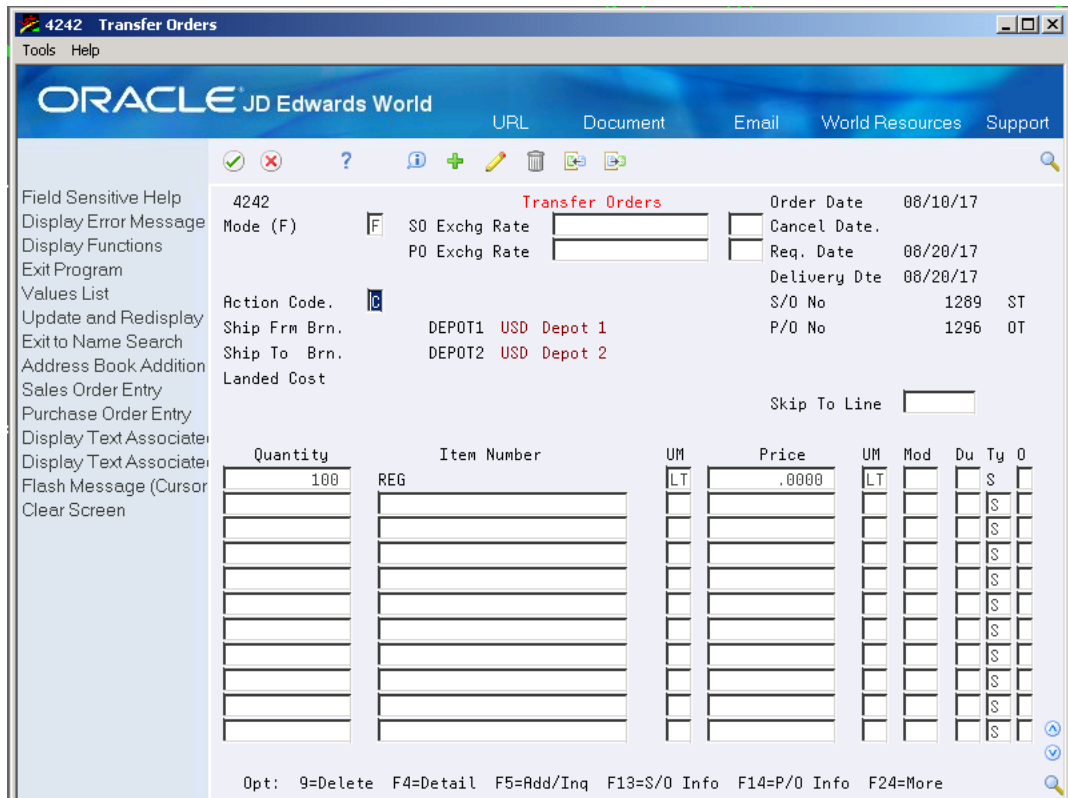 4242 Transfer Orders
Tools Help
ORACLE JD Edwards World
URL Document Email World Resources Support
?
Field Sensitive Help
Display Error Message
Display Functions
Exit Program
Values List
Update and Redisplay
Exit to Name Search
Address Book Addition
Sales Order Entry
Purchase Order Entry
Display Text Associate
Display Text Associate
Flash Message (Cursor
Clear Screen
4242 Transfer Orders Order Date 08/10/17
Mode (F) F SO Exchg Rate Cancel Date.
PO Exchg Rate Req. Date 08/20/17
Delivery Dte 08/20/17
Action Code. C S/O No 1289 ST
Ship Frm Brn. DEPOT1 USD Depot 1 P/O No 1296 OT
Ship To Brn. DEPOT2 USD Depot 2
Landed Cost
Skip To Line
Quantity Item Number UM Price UM Mod Du Ty O
100 REG LT .0000 LT S
S
S
S
S
S
S
S
S
S
S
Opt: 9=Delete F4=Detail F5=Add/Inq F13=S/O Info F14=P/O Info F24=More